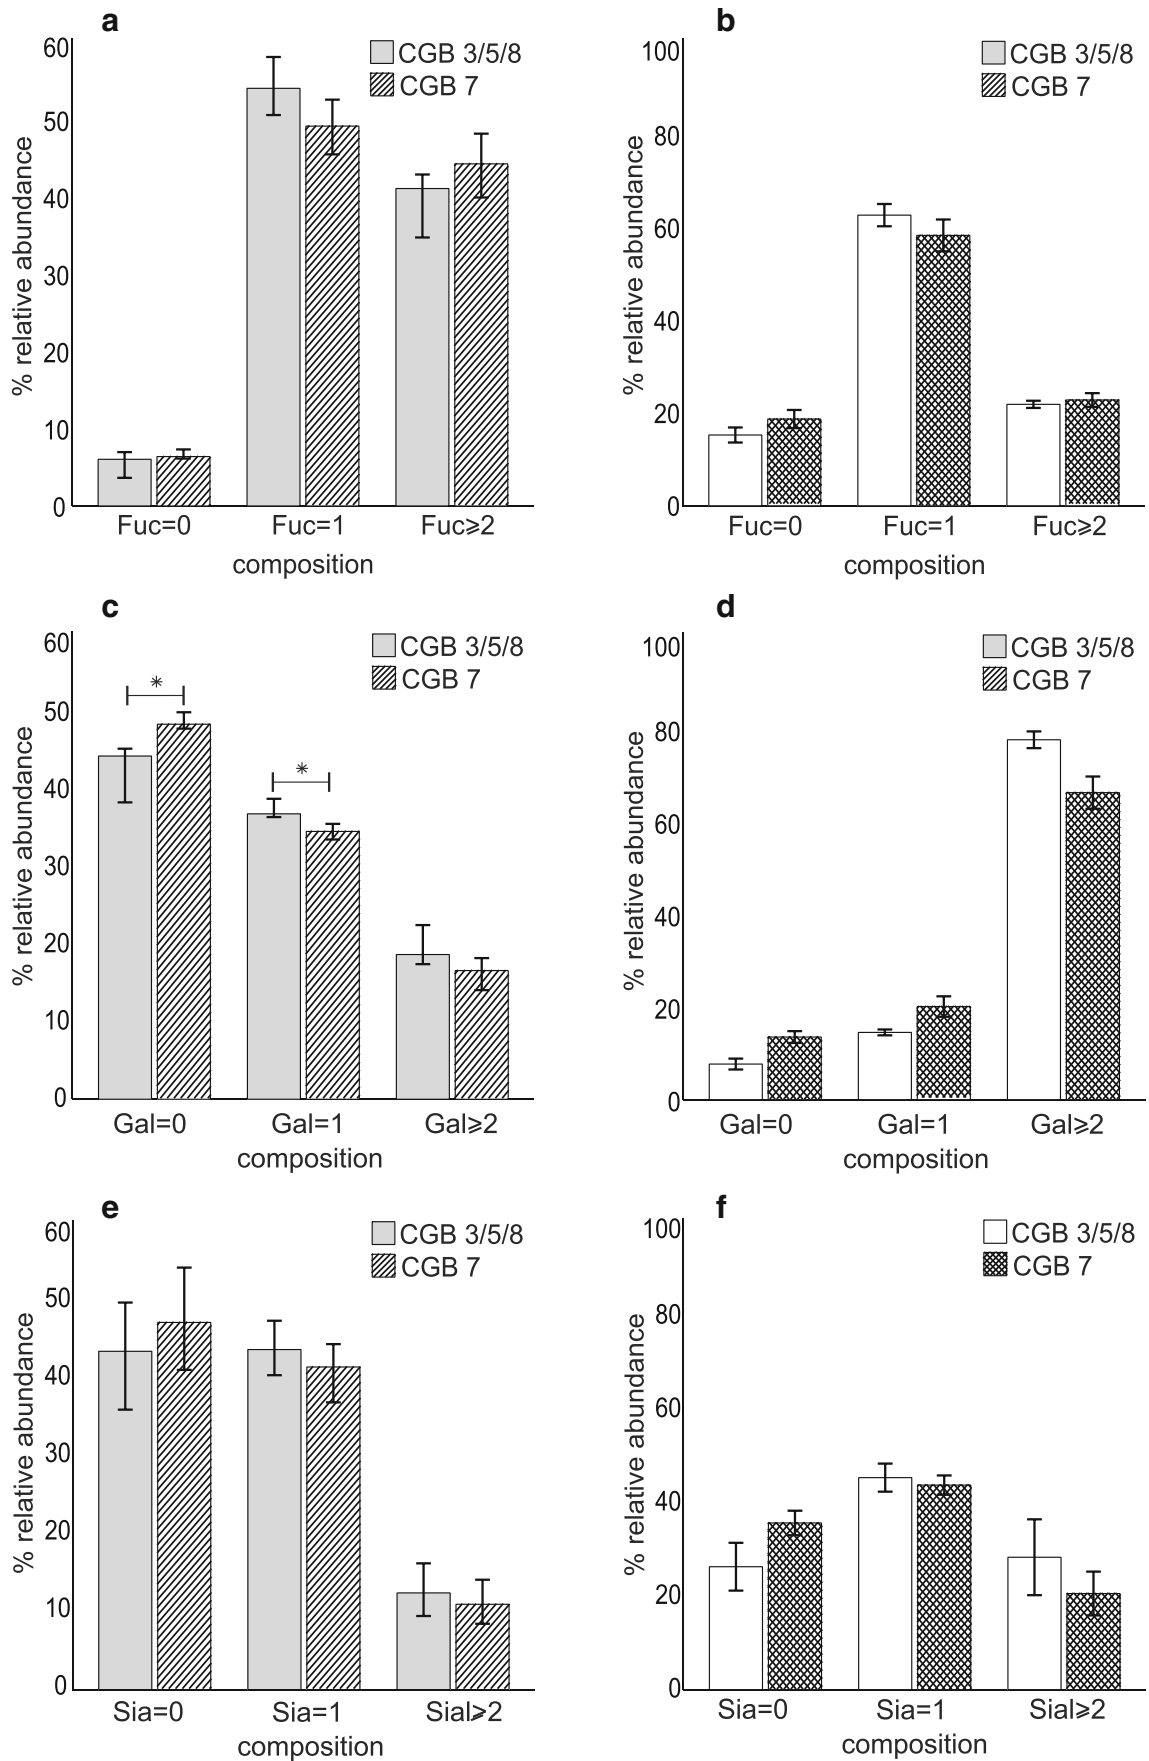 a
% relative abundance
60
50
40
30
20
10
0
CGB 3/5/8
CGB 7
Fuc=0 Fuc=1 Fuc⩾2
composition
b
% relative abundance
100
80
60
40
20
0
CGB 3/5/8
CGB 7
Fuc=0 Fuc=1 Fuc⩾2
composition
c
% relative abundance
60
50
40
30
20
10
0
CGB 3/5/8
CGB 7
*
*
Gal=0 Gal=1 Gal⩾2
composition
d
% relative abundance
100
80
60
40
20
0
CGB 3/5/8
CGB 7
Gal=0 Gal=1 Gal⩾2
composition
e
% relative abundance
60
50
40
30
20
10
0
CGB 3/5/8
CGB 7
Sia=0 Sia=1 Sial⩾2
composition
f
% relative abundance
100
80
60
40
20
0
CGB 3/5/8
CGB 7
Sia=0 Sia=1 Sial⩾2
composition